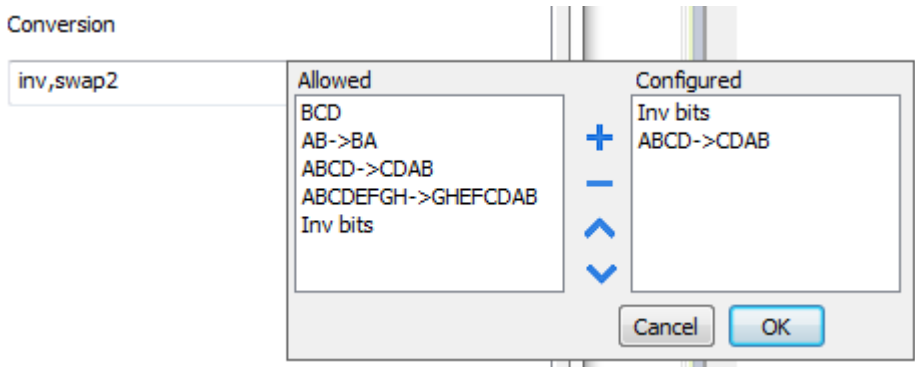 Conversion
inv,swap2
Allowed
BCD
AB->BA
ABCD->CDAB
ABCDEFGH->GHEFCDAB
Inv bits
Configured
Inv bits
ABCD->CDAB
Cancel
OK